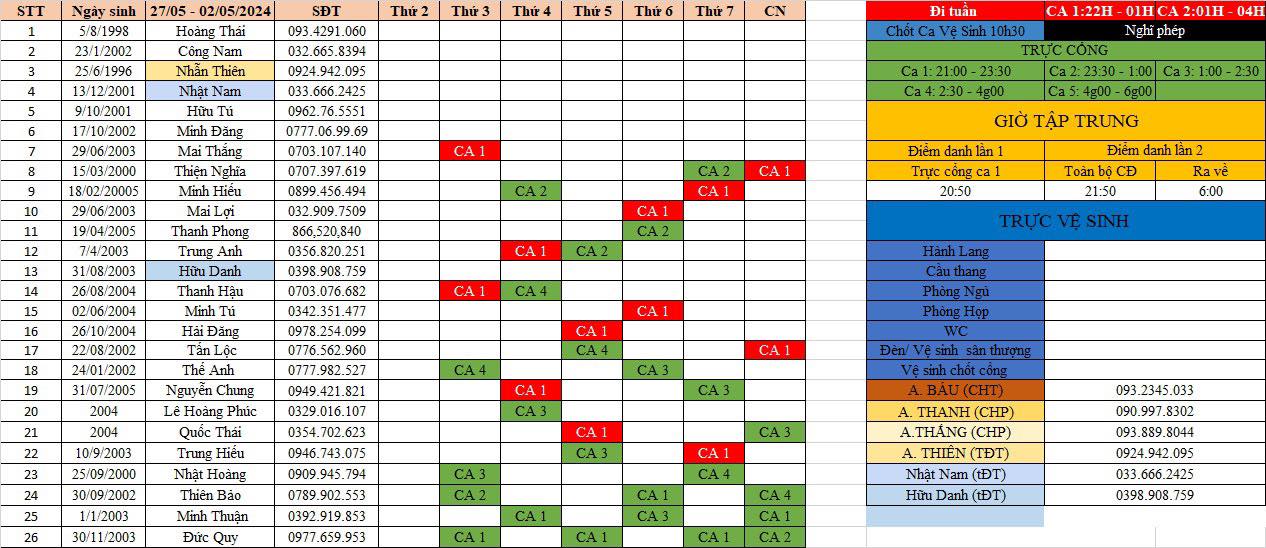 STT Ngày sinh 27/05 - 02/05/2024 SĐT Thứ 2 Thứ 3 Thứ 4 Thứ 5 Thứ 6 Thứ 7 CN Đi tuần CA 1:22H - 01H CA 2:01H - 04H
1 5/8/1998 Hoàng Thái 093.4291.060 Chốt Ca Vệ Sinh 10h30 Nghĩ phép
2 23/1/2002 Công Nam 032.665.8394 TRỰC CỔNG
3 25/6/1996 Nhẫn Thiên 0924.942.095 Ca 1: 21:00 - 23:30 Ca 2: 23:30 - 1:00 Ca 3: 1:00 - 2:30
4 13/12/2001 Nhật Nam 033.666.2425 Ca 4: 2:30 - 4g00 Ca 5: 4g00 - 6g00
5 9/10/2001 Hữu Tú 0962.76.5551
GIỜ TẬP TRUNG
6 17/10/2002 Minh Đăng 0777.06.99.69
7 29/06/2003 Mai Thắng 0703.107.140 CA 1 Điểm danh lần 1 Điểm danh lần 2
8 15/03/2000 Thiện Nghĩa 0707.397.619 CA 2 CA 1 Trực cổng ca 1 Toàn bộ CĐ Ra về
9 18/02/20005 Minh Hiếu 0899.456.494 CA 2 CA 1 20:50 21:50 6:00
10 29/06/2003 Mai Lợi 032.909.7509 CA 1
TRỰC VỆ SINH
11 19/04/2005 Thanh Phong 866,520,840 CA 2
12 7/4/2003 Trung Anh 0356.820.251 CA 1 CA 2 Hành Lang
13 31/08/2003 Hữu Danh 0398.908.759 Cầu thang
14 26/08/2004 Thanh Hậu 0703.076.682 CA 1 CA 4 Phòng Ngủ
15 02/06/2004 Minh Tú 0342.351.477 CA 1 Phòng Họp
16 26/10/2004 Hải Đăng 0978.254.099 CA 1 WC
17 22/08/2002 Tấn Lộc 0776.562.960 CA 4 CA 1 Đèn/ Vệ sinh sân thượng
18 24/01/2002 Thế Anh 0777.982.527 CA 4 CA 3 Vệ sinh chốt cổng
19 31/07/2005 Nguyễn Chung 0949.421.821 CA 1 CA 3 A. BÁU (CHT) 093.2345.033
20 2004 Lê Hoàng Phúc 0329.016.107 CA 3 A. THANH (CHP) 090.997.8302
21 2004 Quốc Thái 0354.702.623 CA 1 CA 3 A.THẮNG (CHP) 093.889.8044
22 10/9/2003 Trung Hiếu 0946.743.075 CA 3 CA 1 A. THIÊN (TĐT) 0924.942.095
23 25/09/2000 Nhật Hoàng 0909.945.794 CA 3 CA 4 Nhật Nam (tĐT) 033.666.2425
24 30/09/2002 Thiên Bảo 0789.902.553 CA 2 CA 1 CA 4 Hữu Danh (tĐT) 0398.908.759
25 1/1/2003 Minh Thuận 0392.919.853 CA 1 CA 3 CA 1
26 30/11/2003 Đức Quy 0977.659.953 CA 1 CA 1 CA 1 CA 2